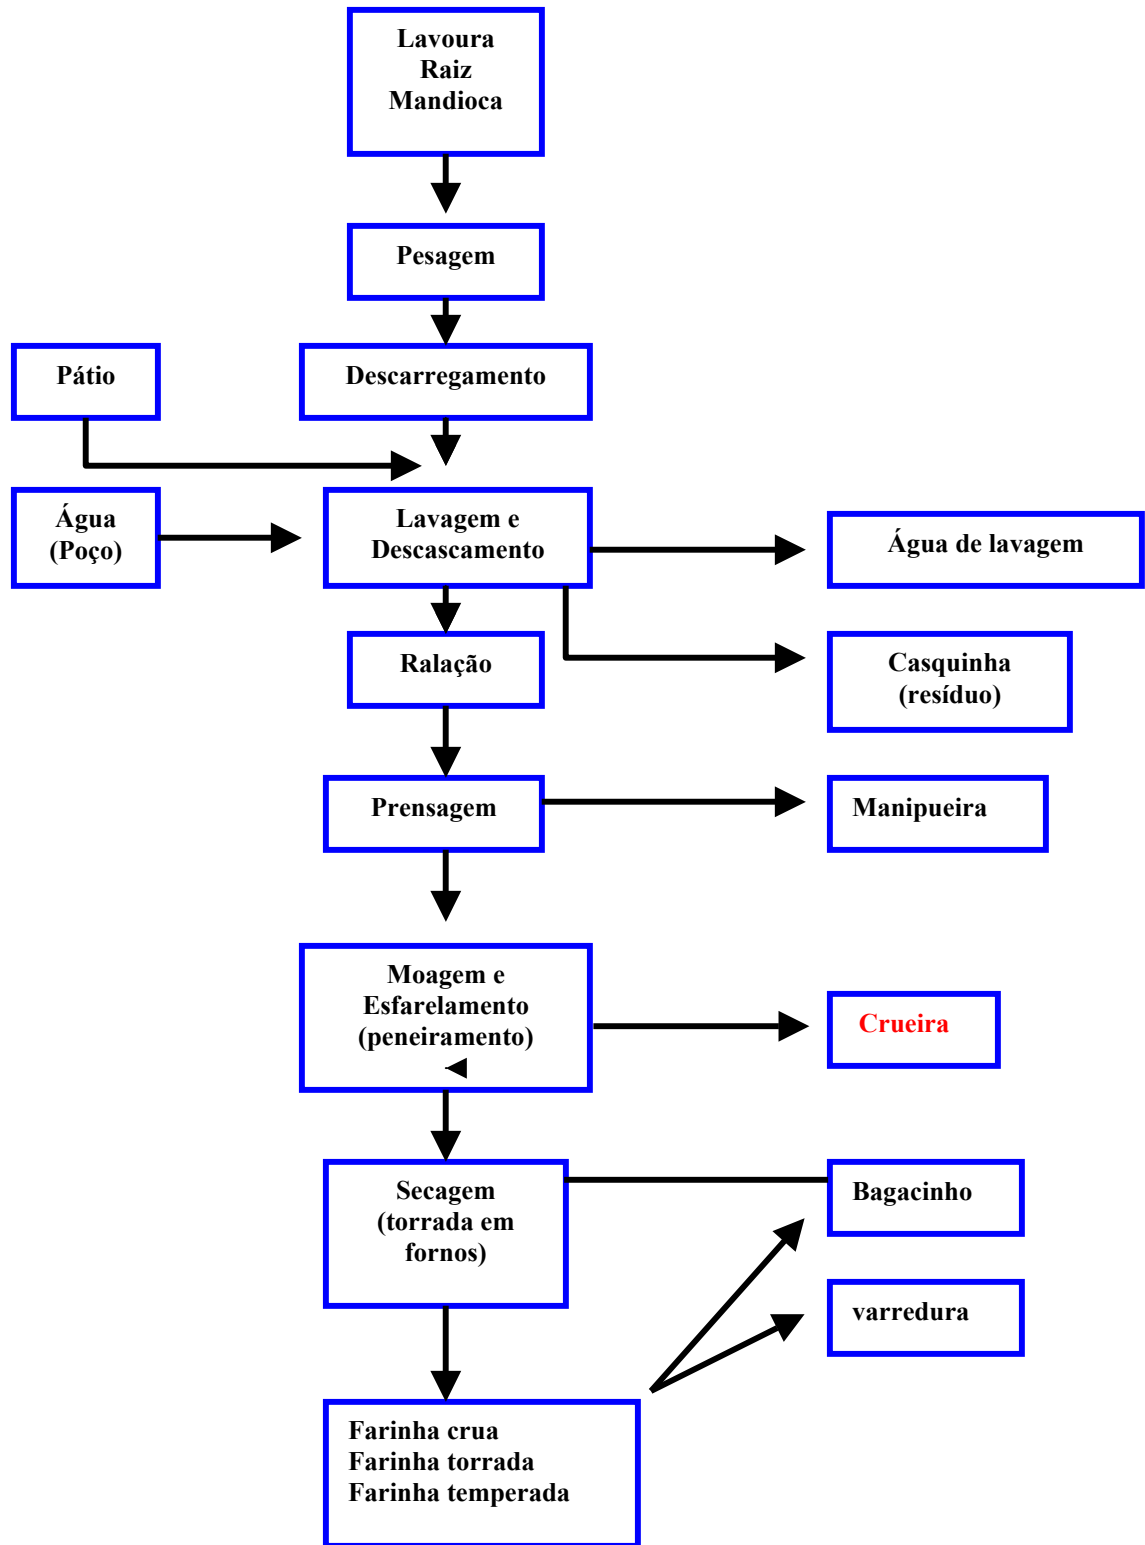 Lavoura
Raiz
Mandioca
Pesagem
Pátio
Descarregamento
Água
(Poço)
Lavagem e
Descascamento
Água de lavagem
Ralação
Casquinha
(resíduo)
Prensagem
Manipueira
Moagem e
Esfarelamento
(peneiramento)
Crueira
Secagem
(torrada em
fornos)
Bagacinho
varredura
Farinha crua
Farinha torrada
Farinha temperada